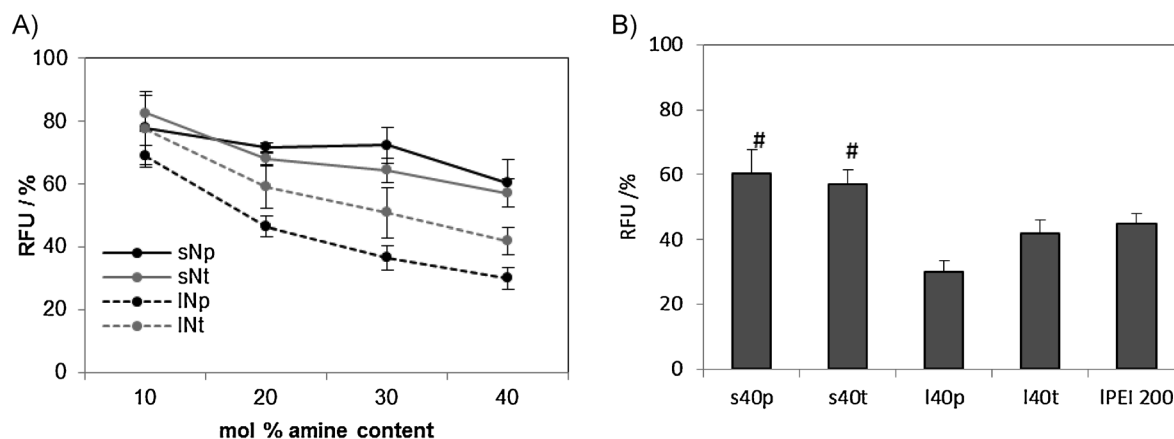 A)
100
80
60
40
20
0
RFU / %
sNp
sNt
lNp
lNt
10 20 30 40
mol % amine content
B)
100
80
60
40
20
0
RFU /%
# #
s40p s40t l40p l40t lPEI 200